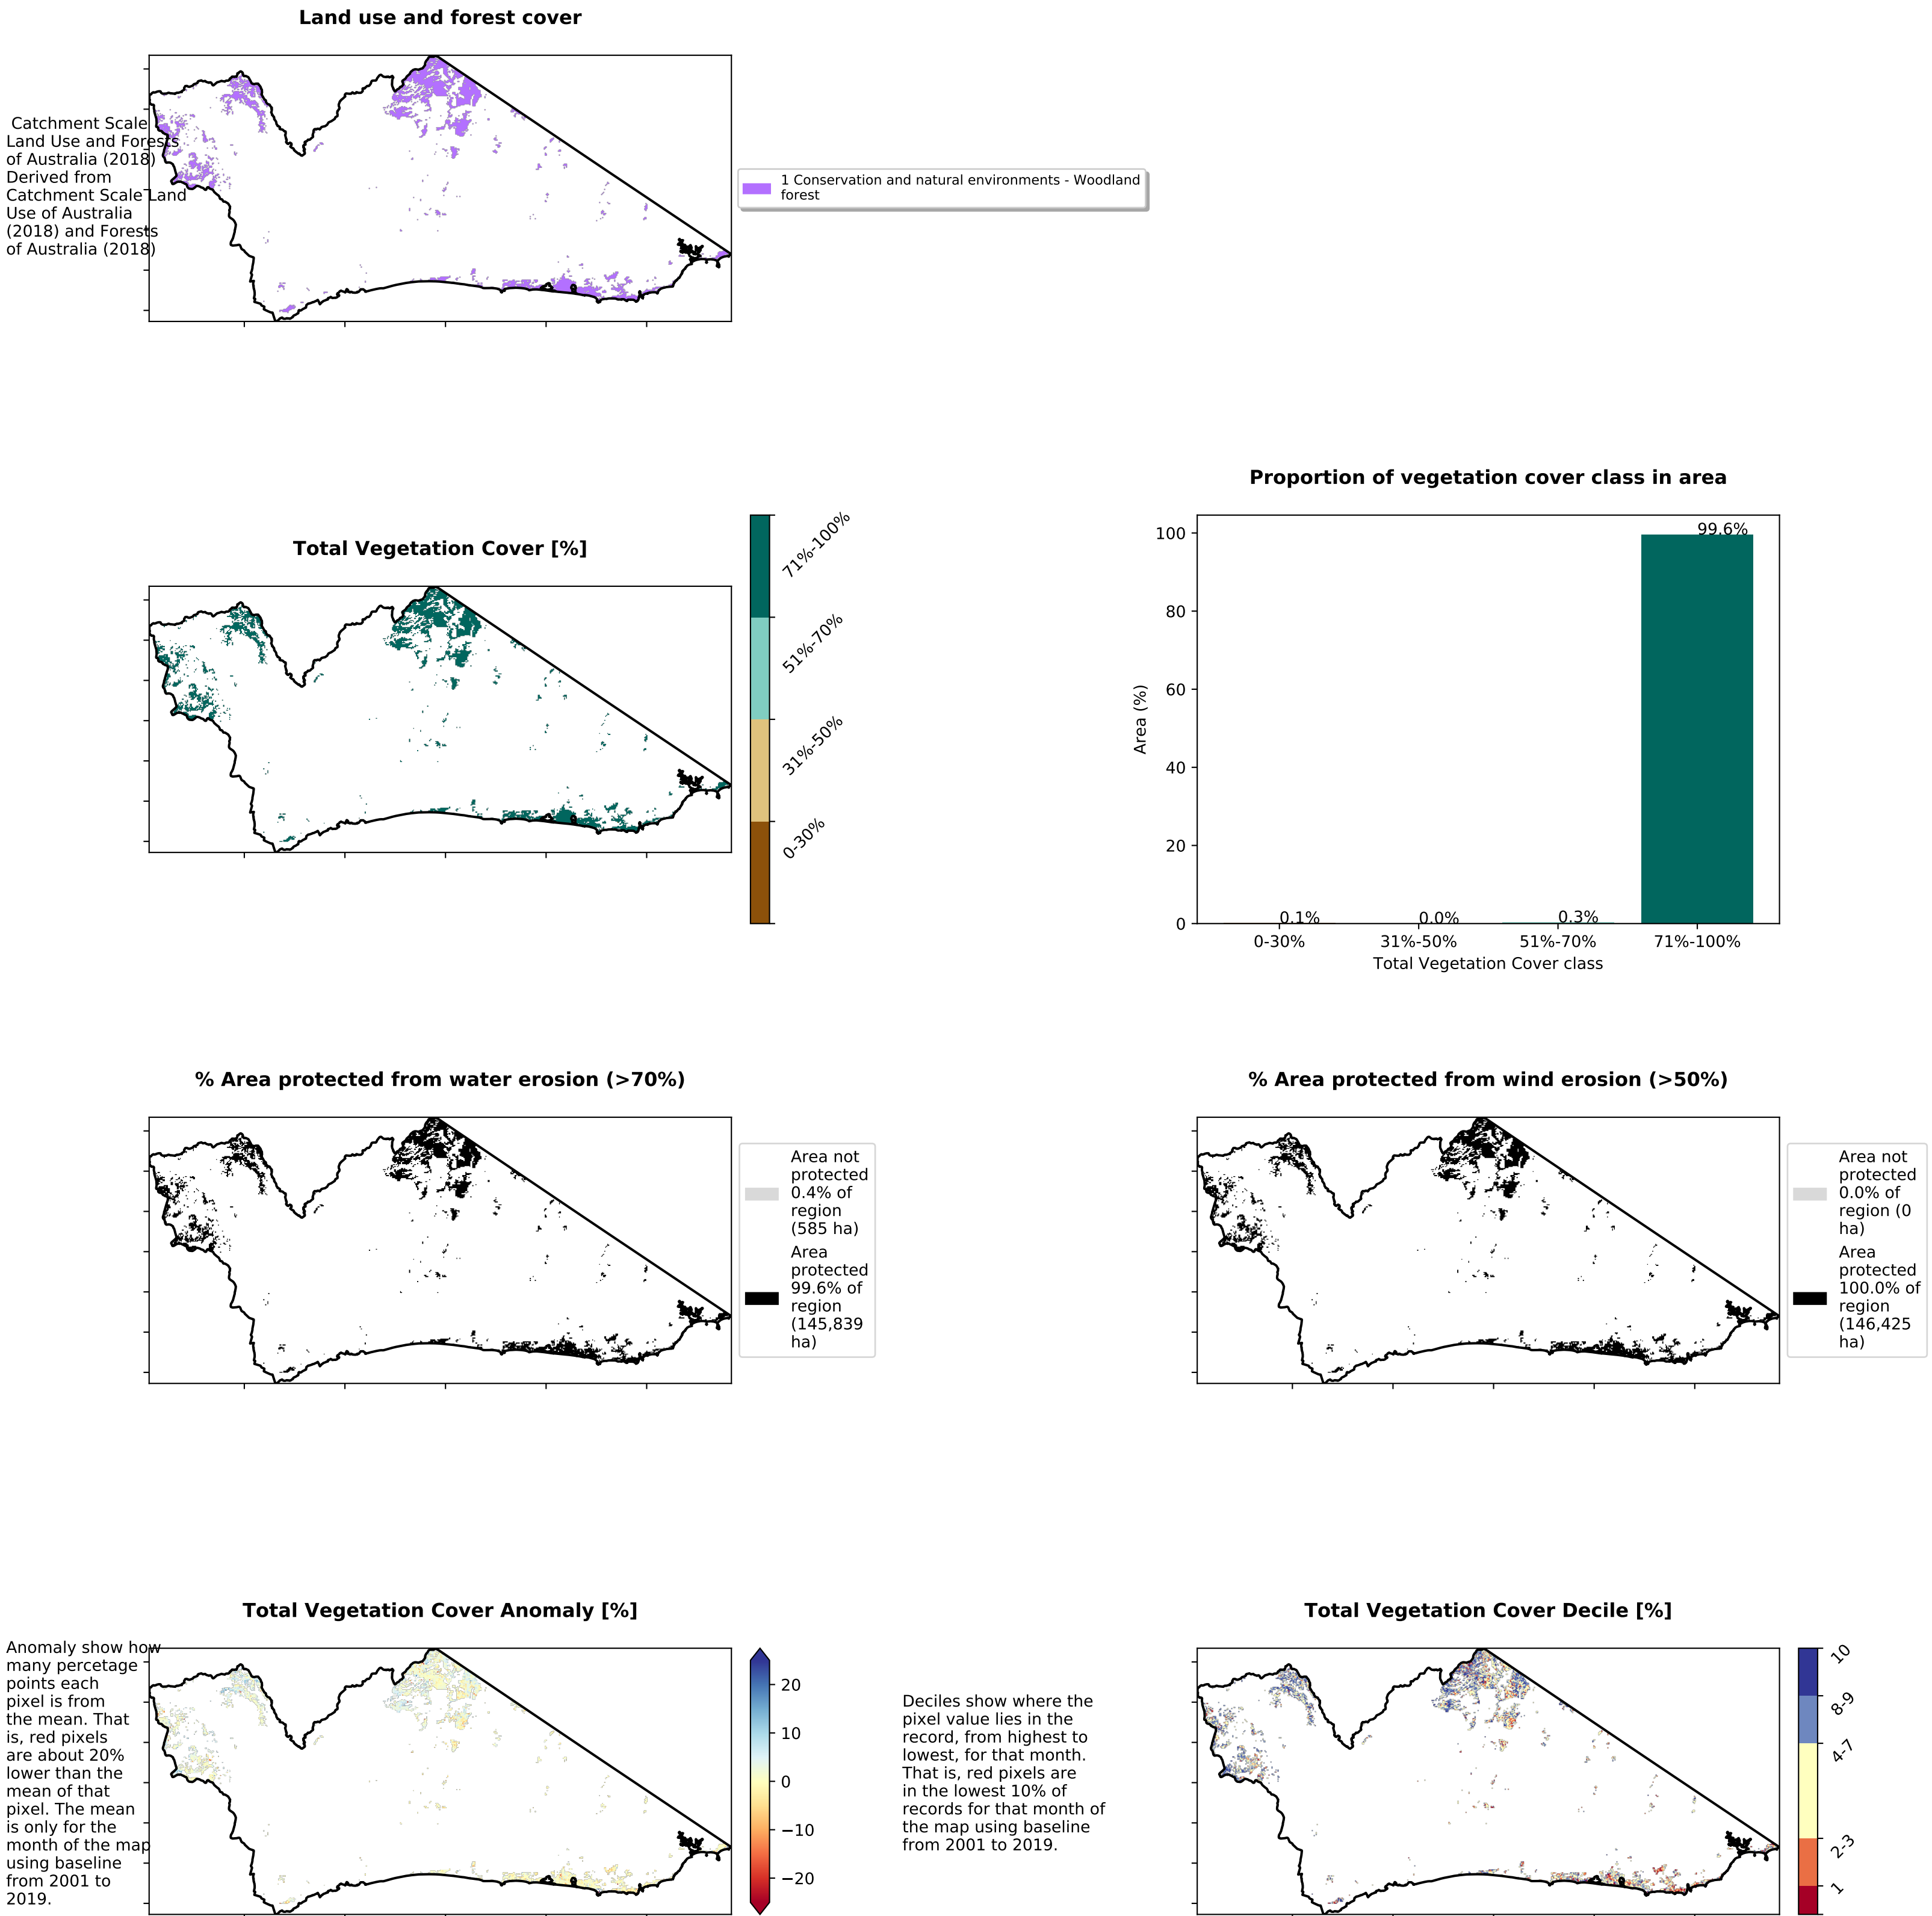 Land use and forest cover
Catchment Scale
Land Use and Forests
of Australia (2018)
Derived from
Catchment Scale Land
Use of Australia
(2018) and Forests
of Australia (2018)
1 Conservation and natural environments - Woodland
forest
Total Vegetation Cover [%]
71%-100%
51%-70%
31%-50%
0-30%
Proportion of vegetation cover class in area
Area (%)
100
80
60
40
20
0
0.1%
0.0%
0.3%
99.6%
0-30%
31%-50%
51%-70%
71%-100%
Total Vegetation Cover class
% Area protected from water erosion (>70%)
Area not
protected
0.4% of
region
(585 ha)
Area
protected
99.6% of
region
(145,839
ha)
% Area protected from wind erosion (>50%)
Area not
protected
0.0% of
region (0
ha)
Area
protected
100.0% of
region
(146,425
ha)
Total Vegetation Cover Anomaly [%]
Anomaly show how
many percetage
points each
pixel is from
the mean. That
is, red pixels
are about 20%
lower than the
mean of that
pixel. The mean
is only for the
month of the map
using baseline
from 2001 to
2019.
20
10
0
−10
−20
Total Vegetation Cover Decile [%]
Deciles show where the
pixel value lies in the
record, from highest to
lowest, for that month.
That is, red pixels are
in the lowest 10% of
records for that month of
the map using baseline
from 2001 to 2019.
10
8-9
4-7
2-3
1